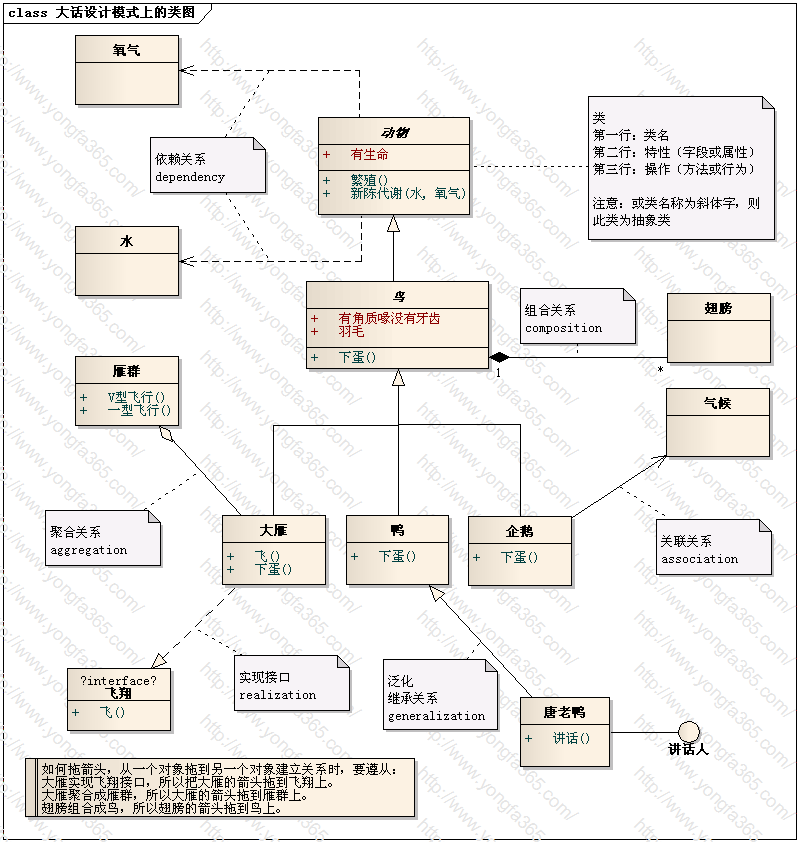 class 大话设计模式上的类图
氧气
动物
+ 有生命
+ 繁殖()
+ 新陈代谢(水, 氧气)
类
第一行：类名
第二行：特性（字段或属性）
第三行：操作（方法或行为）
注意：或类名称为斜体字，则
此类为抽象类
依赖关系
dependency
水
鸟
+ 有角质喙没有牙齿
+ 羽毛
+ 下蛋()
组合关系
composition
翅膀
1
*
雁群
+ V型飞行()
+ 一型飞行()
气候
聚合关系
aggregation
大雁
+ 飞()
+ 下蛋()
鸭
+ 下蛋()
企鹅
+ 下蛋()
关联关系
association
?interface?
飞翔
+ 飞()
实现接口
realization
泛化
继承关系
generalization
唐老鸭
+ 讲话()
讲话人
如何拖箭头，从一个对象拖到另一个对象建立关系时，要遵从：
大雁实现飞翔接口，所以把大雁的箭头拖到飞翔上。
大雁聚合成雁群，所以大雁的箭头拖到雁群上。
翅膀组合成鸟，所以翅膀的箭头拖到鸟上。
http://www.yongfa365.com/